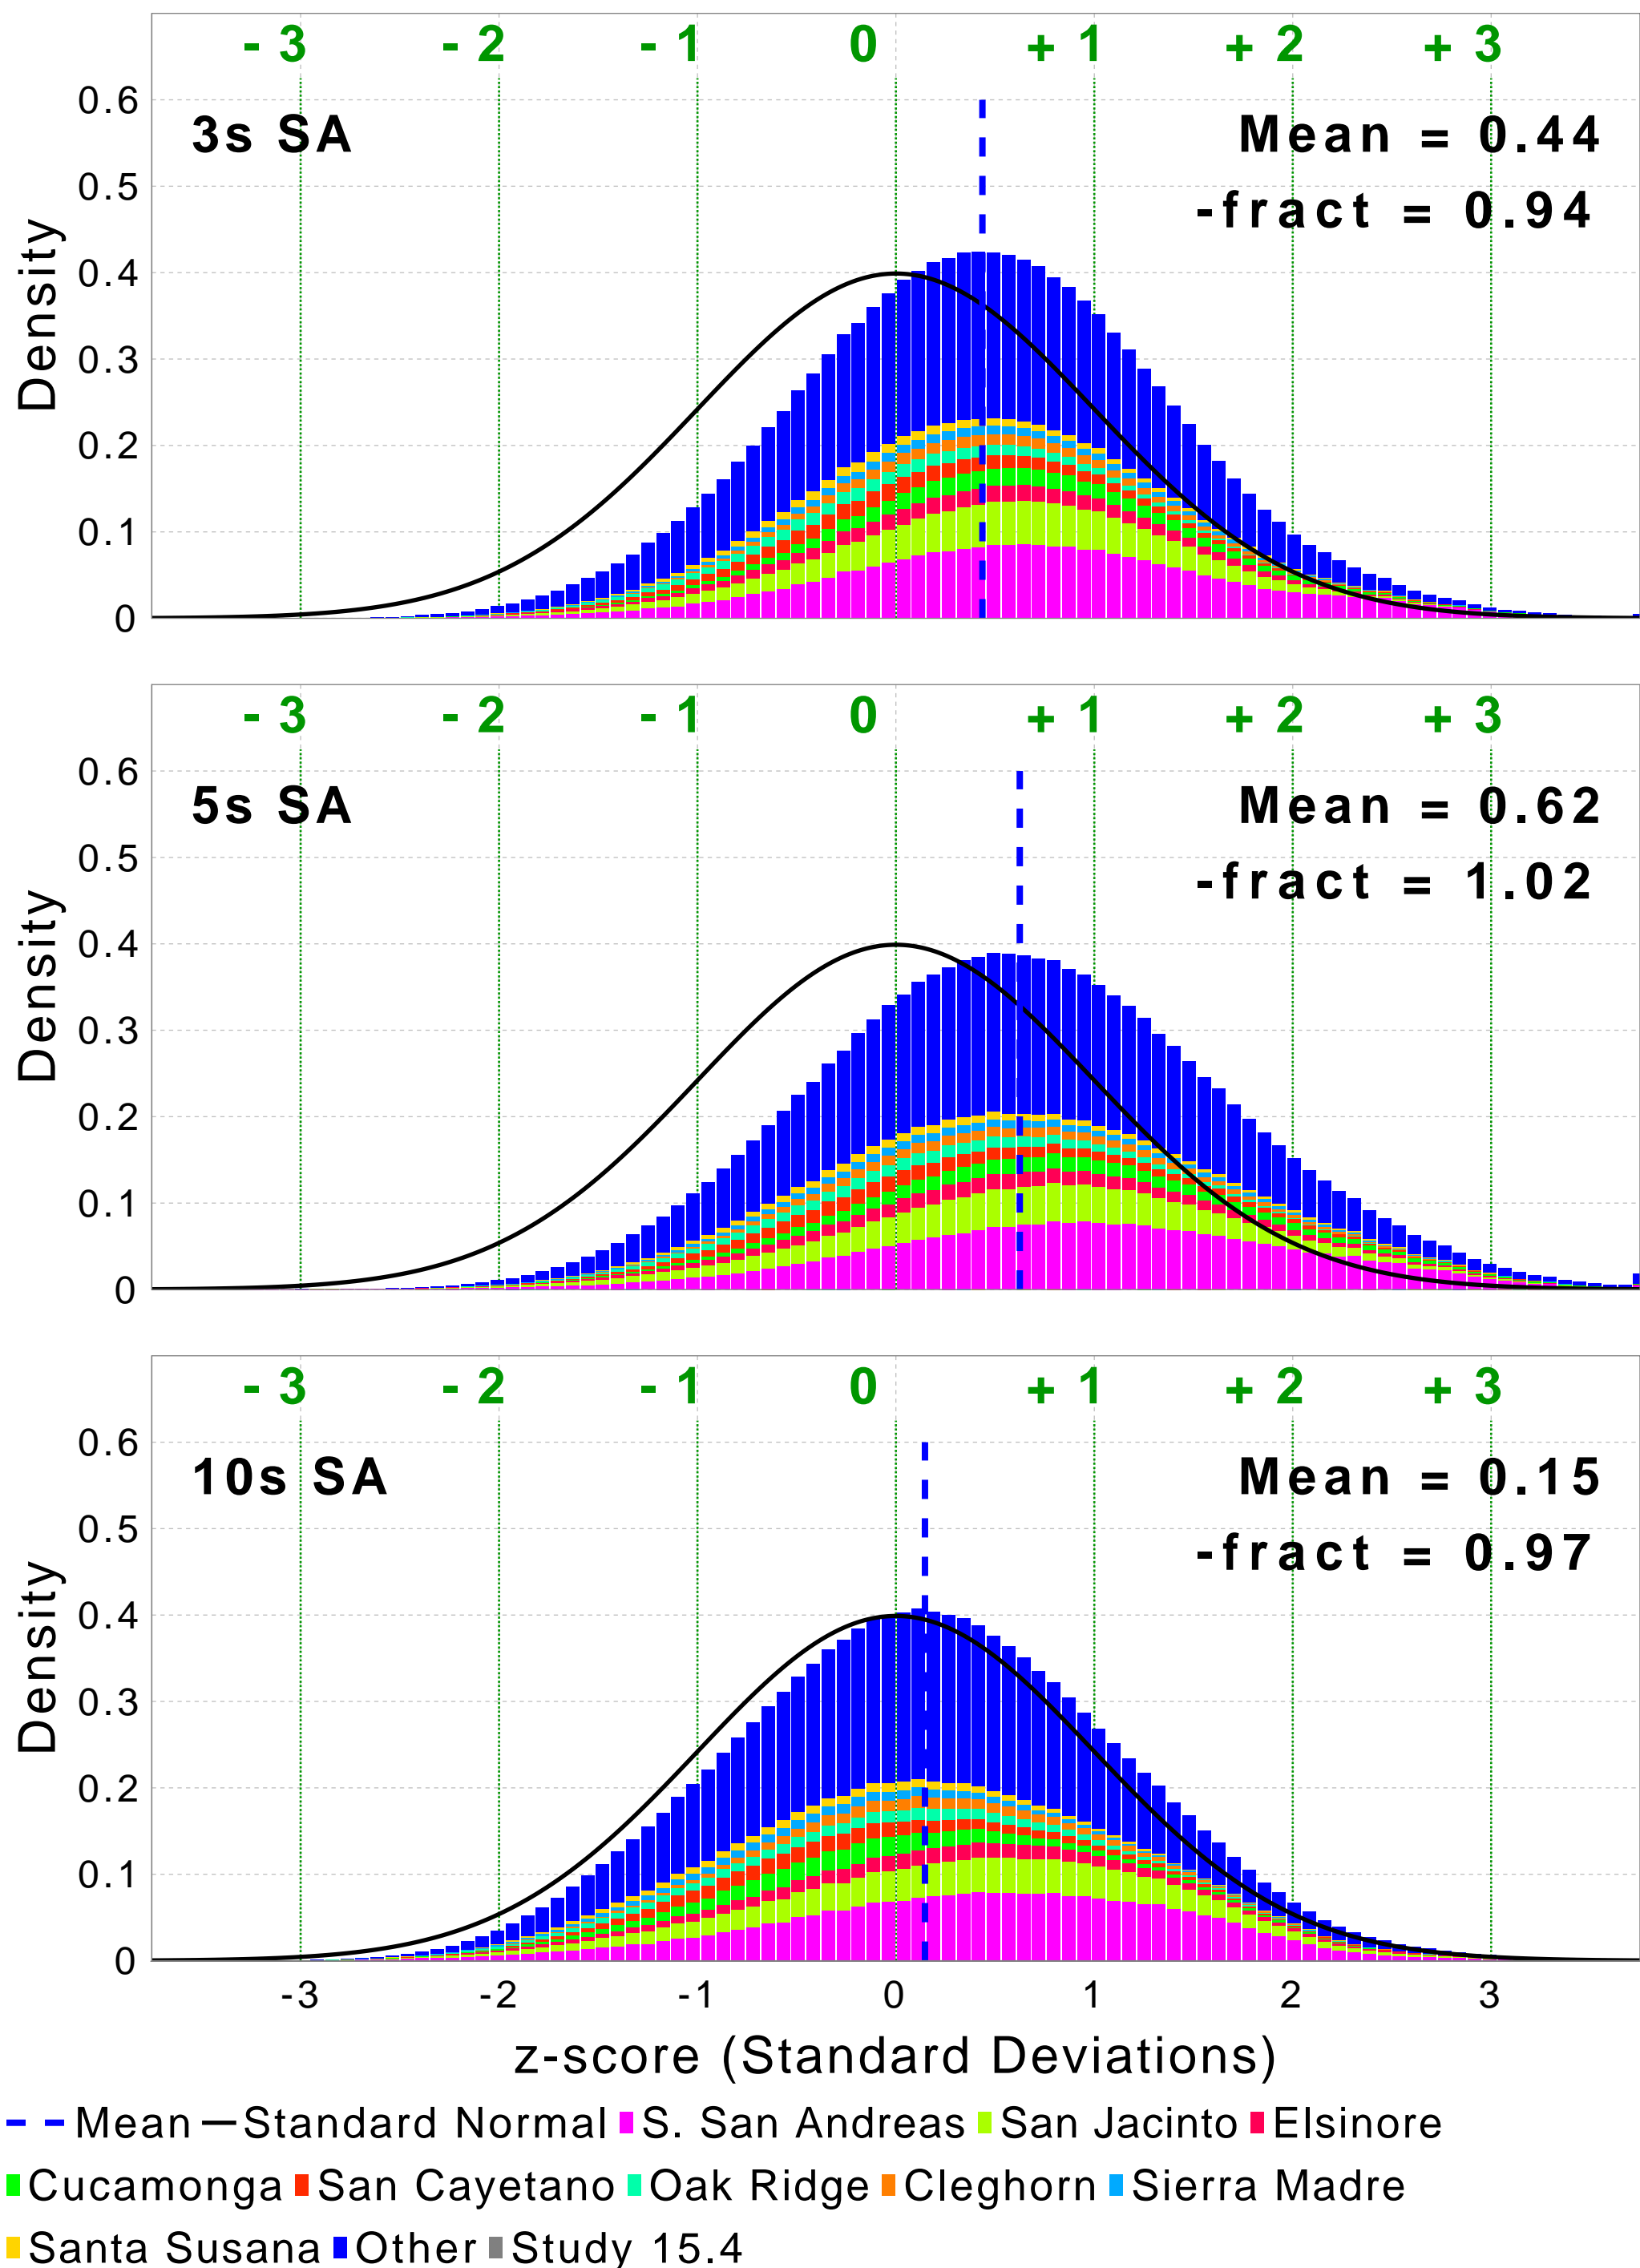 - 3 - 2 - 1 0 + 1 + 2 + 3
0.6
3s SA
Mean = 0.44
0.5
-fract = 0.94
0.4
0.3
0.2
0.1
0
Density
- 3 - 2 - 1 0 + 1 + 2 + 3
0.6
5s SA
Mean = 0.62
0.5
-fract = 1.02
0.4
0.3
0.2
0.1
0
Density
- 3 - 2 - 1 0 + 1 + 2 + 3
0.6
10s SA
Mean = 0.15
0.5
-fract = 0.97
0.4
0.3
0.2
0.1
0
Density
-3 -2 -1 0 1 2 3
z-score (Standard Deviations)
Mean Standard Normal S. San Andreas San Jacinto Elsinore
Cucamonga San Cayetano Oak Ridge Cleghorn Sierra Madre
Santa Susana Other Study 15.4